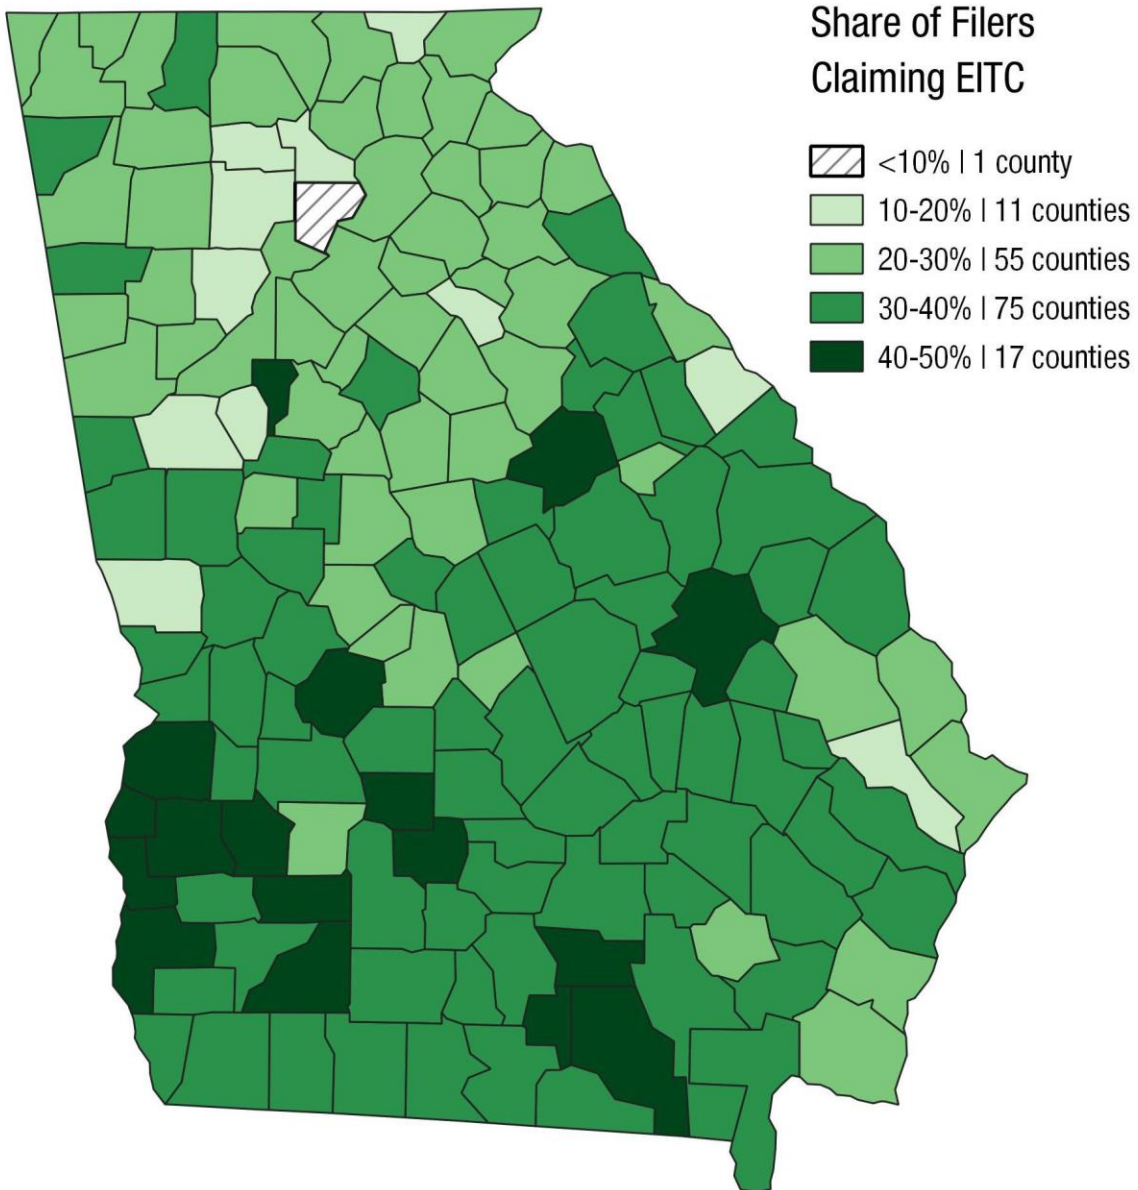 Share of Filers
Claiming EITC
<10% | 1 county
10-20% | 11 counties
20-30% | 55 counties
30-40% | 75 counties
40-50% | 17 counties